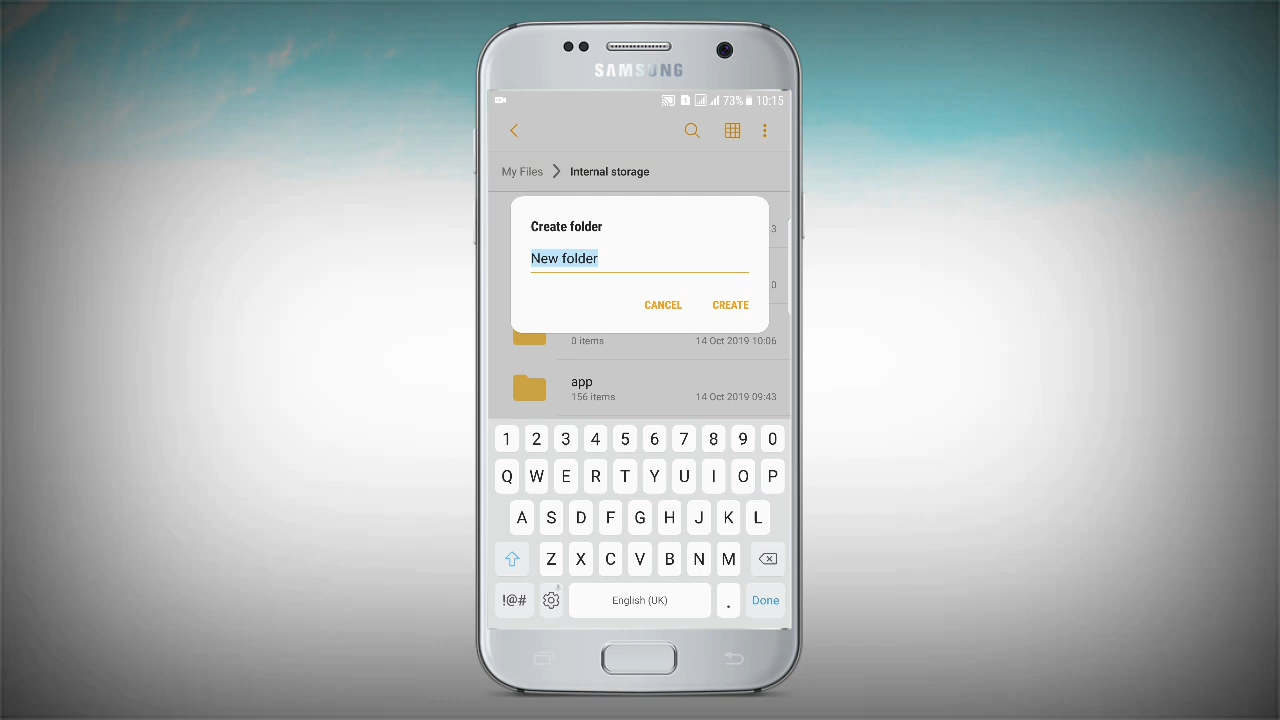 SAMSUNG
73% 10:15
My Files > Internal storage
Create folder
New folder
CANCEL CREATE
3
0
0 items 14 Oct 2019 10:06
app
156 items 14 Oct 2019 09:43
1 2 3 4 5 6 7 8 9 0
Q W E R T Y U I O P
A S D F G H J K L
Z X C V B N M
!@# English (UK) . Done